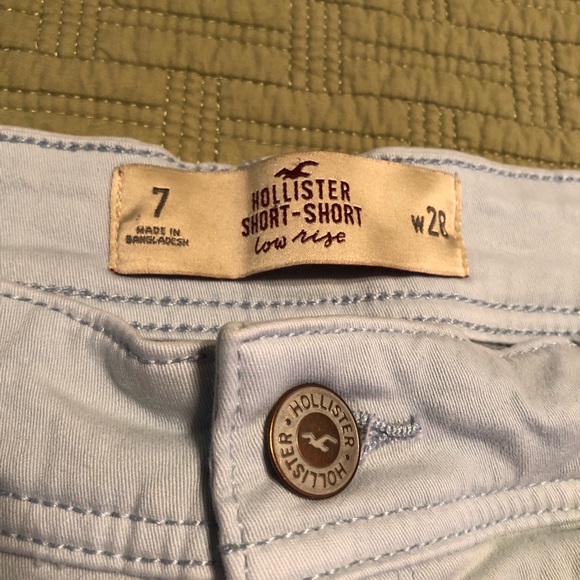 7
MADE IN
BANGLADESH
HOLLISTER
SHORT-SHORT
low rise
W28
HOLLISTER • HOLLISTER •